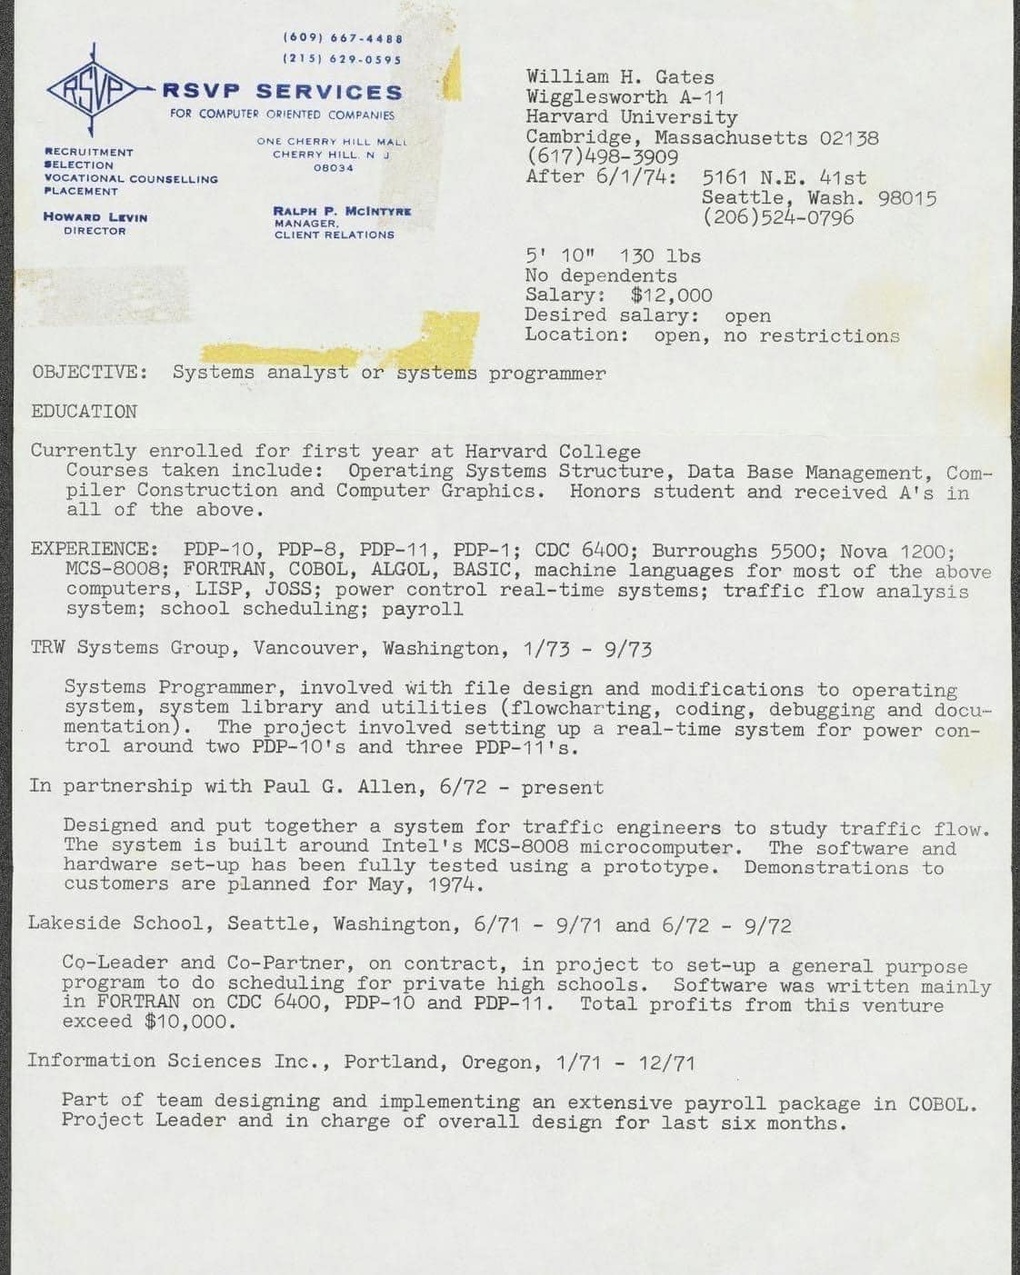 (609) 667-4488
(215) 629-0595
RSVP
RSVP SERVICES
FOR COMPUTER ORIENTED COMPANIES
RECRUITMENT
SELECTION
VOCATIONAL COUNSELLING
PLACEMENT
HOWARD LEVIN
DIRECTOR
ONE CHERRY HILL MALL
CHERRY HILL, N J
08034
RALPH P. MCINTYRE
MANAGER,
CLIENT RELATIONS
William H. Gates
Wigglesworth A-11
Harvard University
Cambridge, Massachusetts 02138
(617)498-3909
After 6/1/74: 5161 N.E. 41st
Seattle, Wash. 98015
(206)524-0796
5' 10" 130 lbs
No dependents
Salary: $12,000
Desired salary: open
Location: open, no restrictions
OBJECTIVE: Systems analyst or systems programmer
EDUCATION
Currently enrolled for first year at Harvard College
Courses taken include: Operating Systems Structure, Data Base Management, Com-
piler Construction and Computer Graphics. Honors student and received A's in
all of the above.
EXPERIENCE: PDP-10, PDP-8, PDP-11, PDP-1; CDC 6400; Burroughs 5500; Nova 1200;
MCS-8008; FORTRAN, COBOL, ALGOL, BASIC, machine languages for most of the above
computers, LISP, JOSS; power control real-time systems; traffic flow analysis
system; school scheduling; payroll
TRW Systems Group, Vancouver, Washington, 1/73 - 9/73
Systems Programmer, involved with file design and modifications to operating
system, system library and utilities (flowcharting, coding, debugging and docu-
mentation). The project involved setting up a real-time system for power con-
trol around two PDP-10's and three PDP-11's.
In partnership with Paul G. Allen, 6/72 - present
Designed and put together a system for traffic engineers to study traffic flow.
The system is built around Intel's MCS-8008 microcomputer. The software and
hardware set-up has been fully tested using a prototype. Demonstrations to
customers are planned for May, 1974.
Lakeside School, Seattle, Washington, 6/71 - 9/71 and 6/72 - 9/72
Co-Leader and Co-Partner, on contract, in project to set-up a general purpose
program to do scheduling for private high schools. Software was written mainly
in FORTRAN on CDC 6400, PDP-10 and PDP-11. Total profits from this venture
exceed $10,000.
Information Sciences Inc., Portland, Oregon, 1/71 - 12/71
Part of team designing and implementing an extensive payroll package in COBOL.
Project Leader and in charge of overall design for last six months.